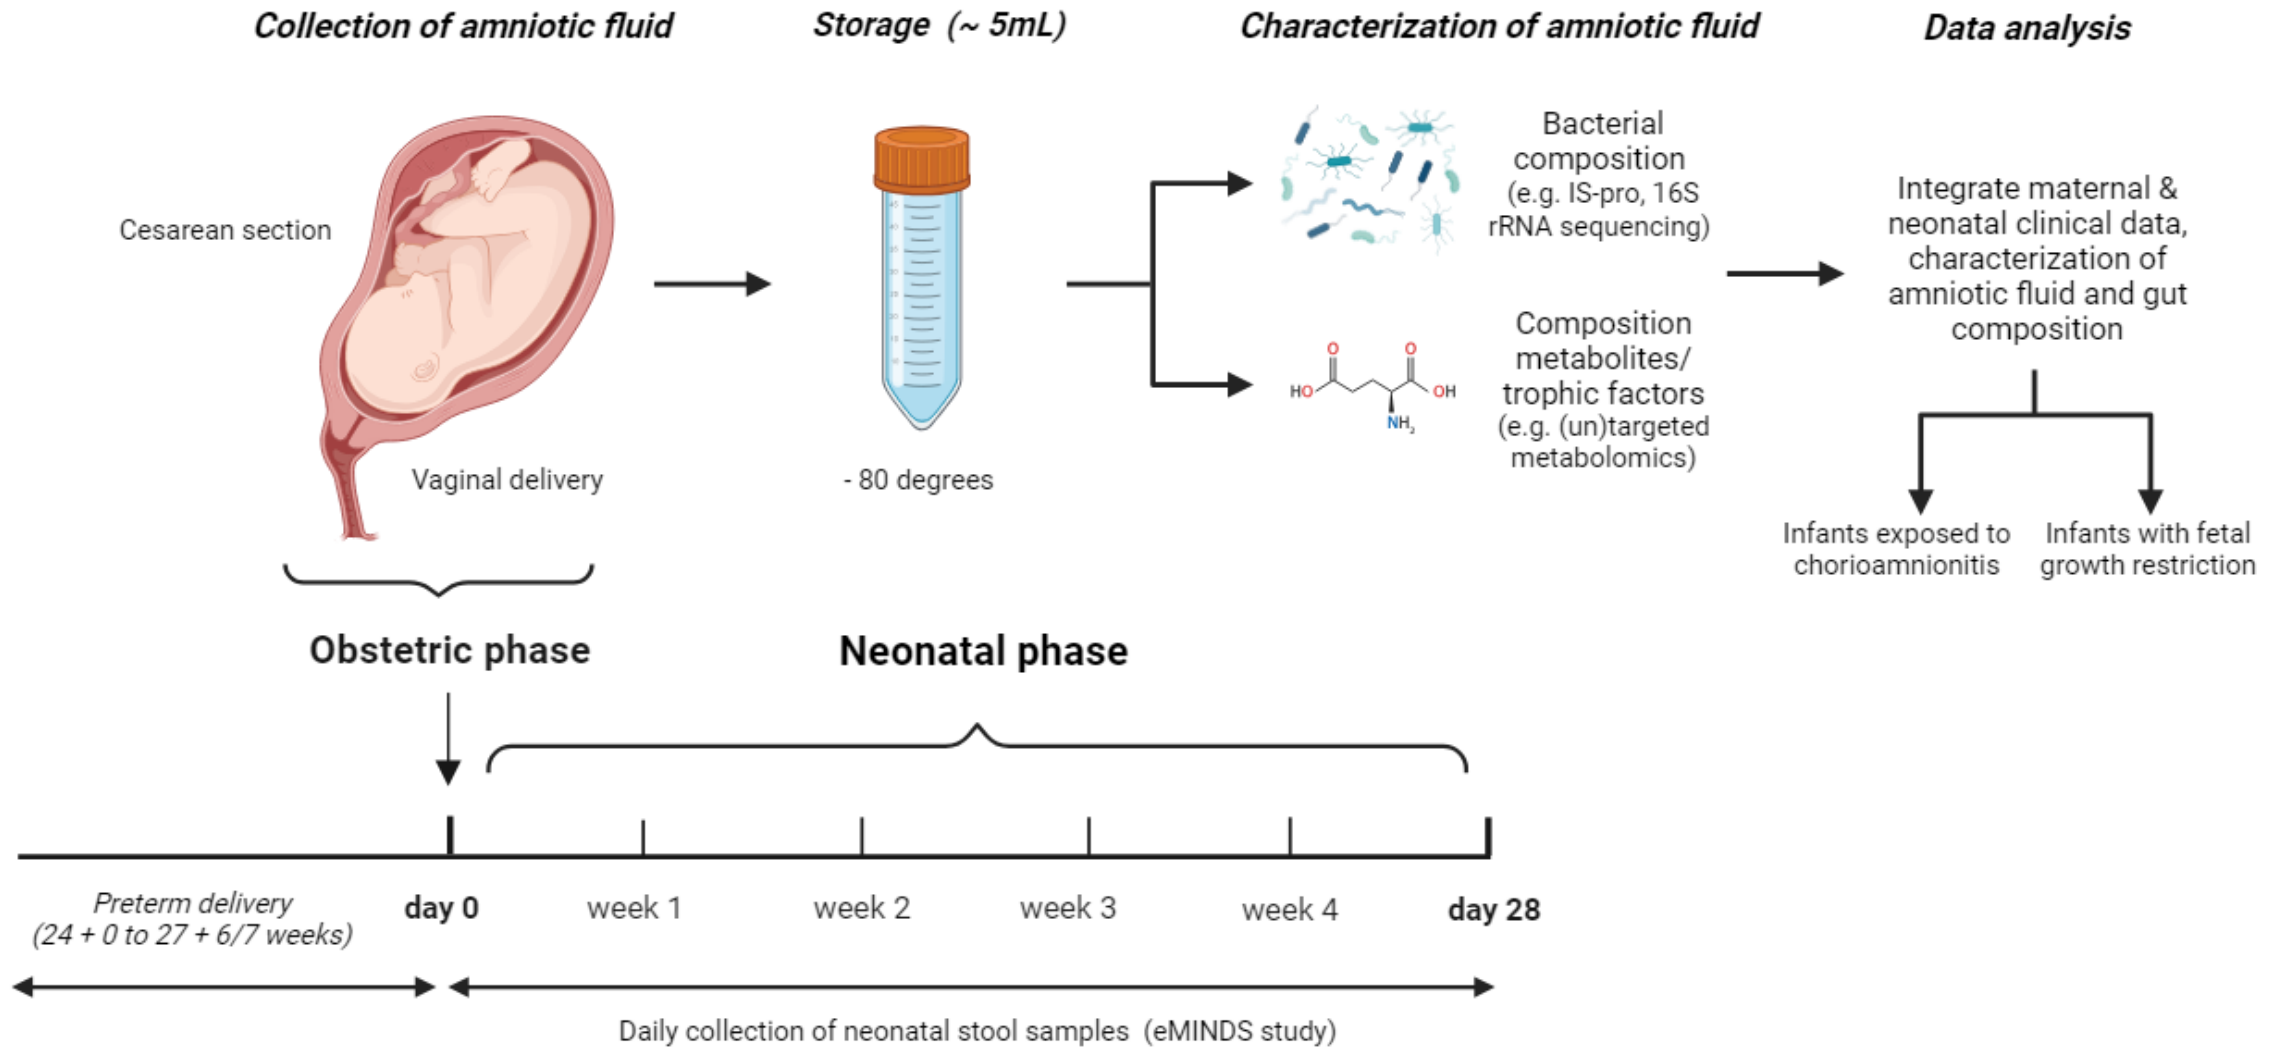 Collection of amniotic fluid
Storage (~ 5mL)
Characterization of amniotic fluid
Data analysis
Cesarean section
Vaginal delivery
- 80 degrees
Bacterial
composition
(e.g. IS-pro, 16S
rRNA sequencing)
HO
O
O
OH
NH2
Composition
metabolites/
trophic factors
(e.g. (un)targeted
metabolomics)
Integrate maternal &
neonatal clinical data,
characterization of
amniotic fluid and gut
composition
Infants exposed to
chorioamnionitis
Infants with fetal
growth restriction
Obstetric phase
Neonatal phase
Preterm delivery
(24 + 0 to 27 + 6/7 weeks)
day 0
week 1
week 2
week 3
week 4
day 28
Daily collection of neonatal stool samples (eMINDS study)